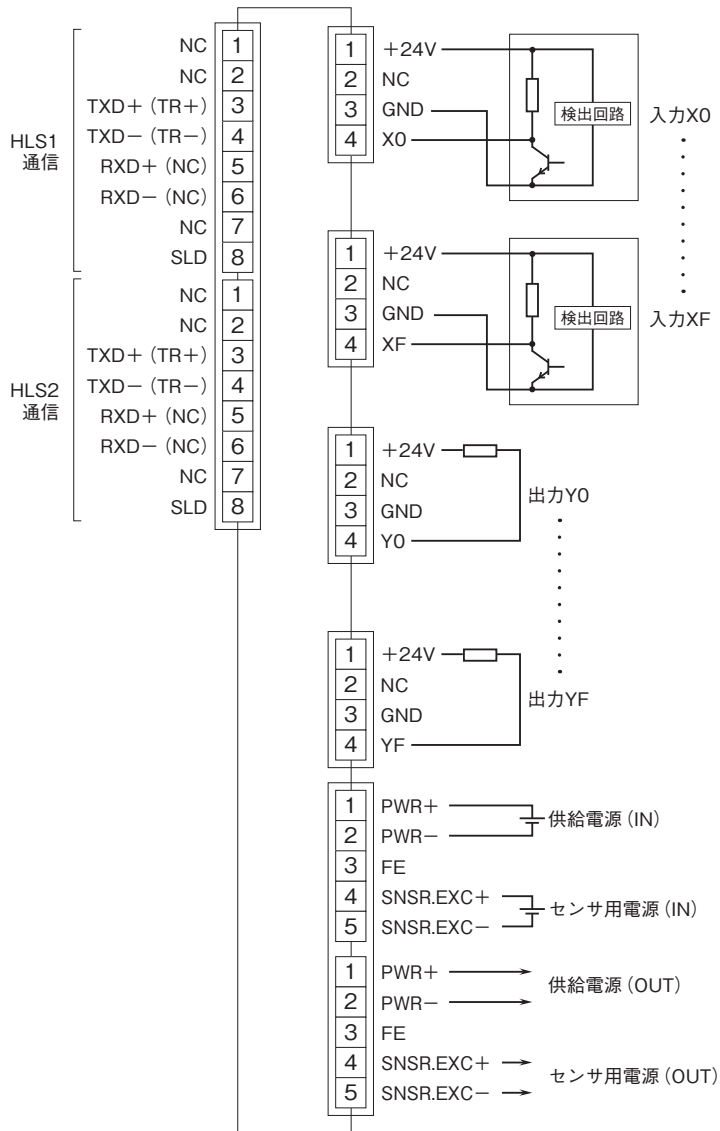 HLS1
通信
NC 1
NC 2
TXD＋（TR＋） 3
TXD－（TR－） 4
RXD＋（NC） 5
RXD－（NC） 6
NC 7
SLD 8
HLS2
通信
NC 1
NC 2
TXD＋（TR＋） 3
TXD－（TR－） 4
RXD＋（NC） 5
RXD－（NC） 6
NC 7
SLD 8
1 ＋24V
2 NC
3 GND
4 X0
検出回路
入力X0
1 ＋24V
2 NC
3 GND
4 XF
検出回路
入力XF
1 ＋24V
2 NC
3 GND
4 Y0
出力Y0
1 ＋24V
2 NC
3 GND
4 YF
出力YF
1 PWR＋
2 PWR－
供給電源（IN）
3 FE
4 SNSR.EXC＋
5 SNSR.EXC－
センサ用電源（IN）
1 PWR＋
2 PWR－
供給電源（OUT）
3 FE
4 SNSR.EXC＋
5 SNSR.EXC－
センサ用電源（OUT）